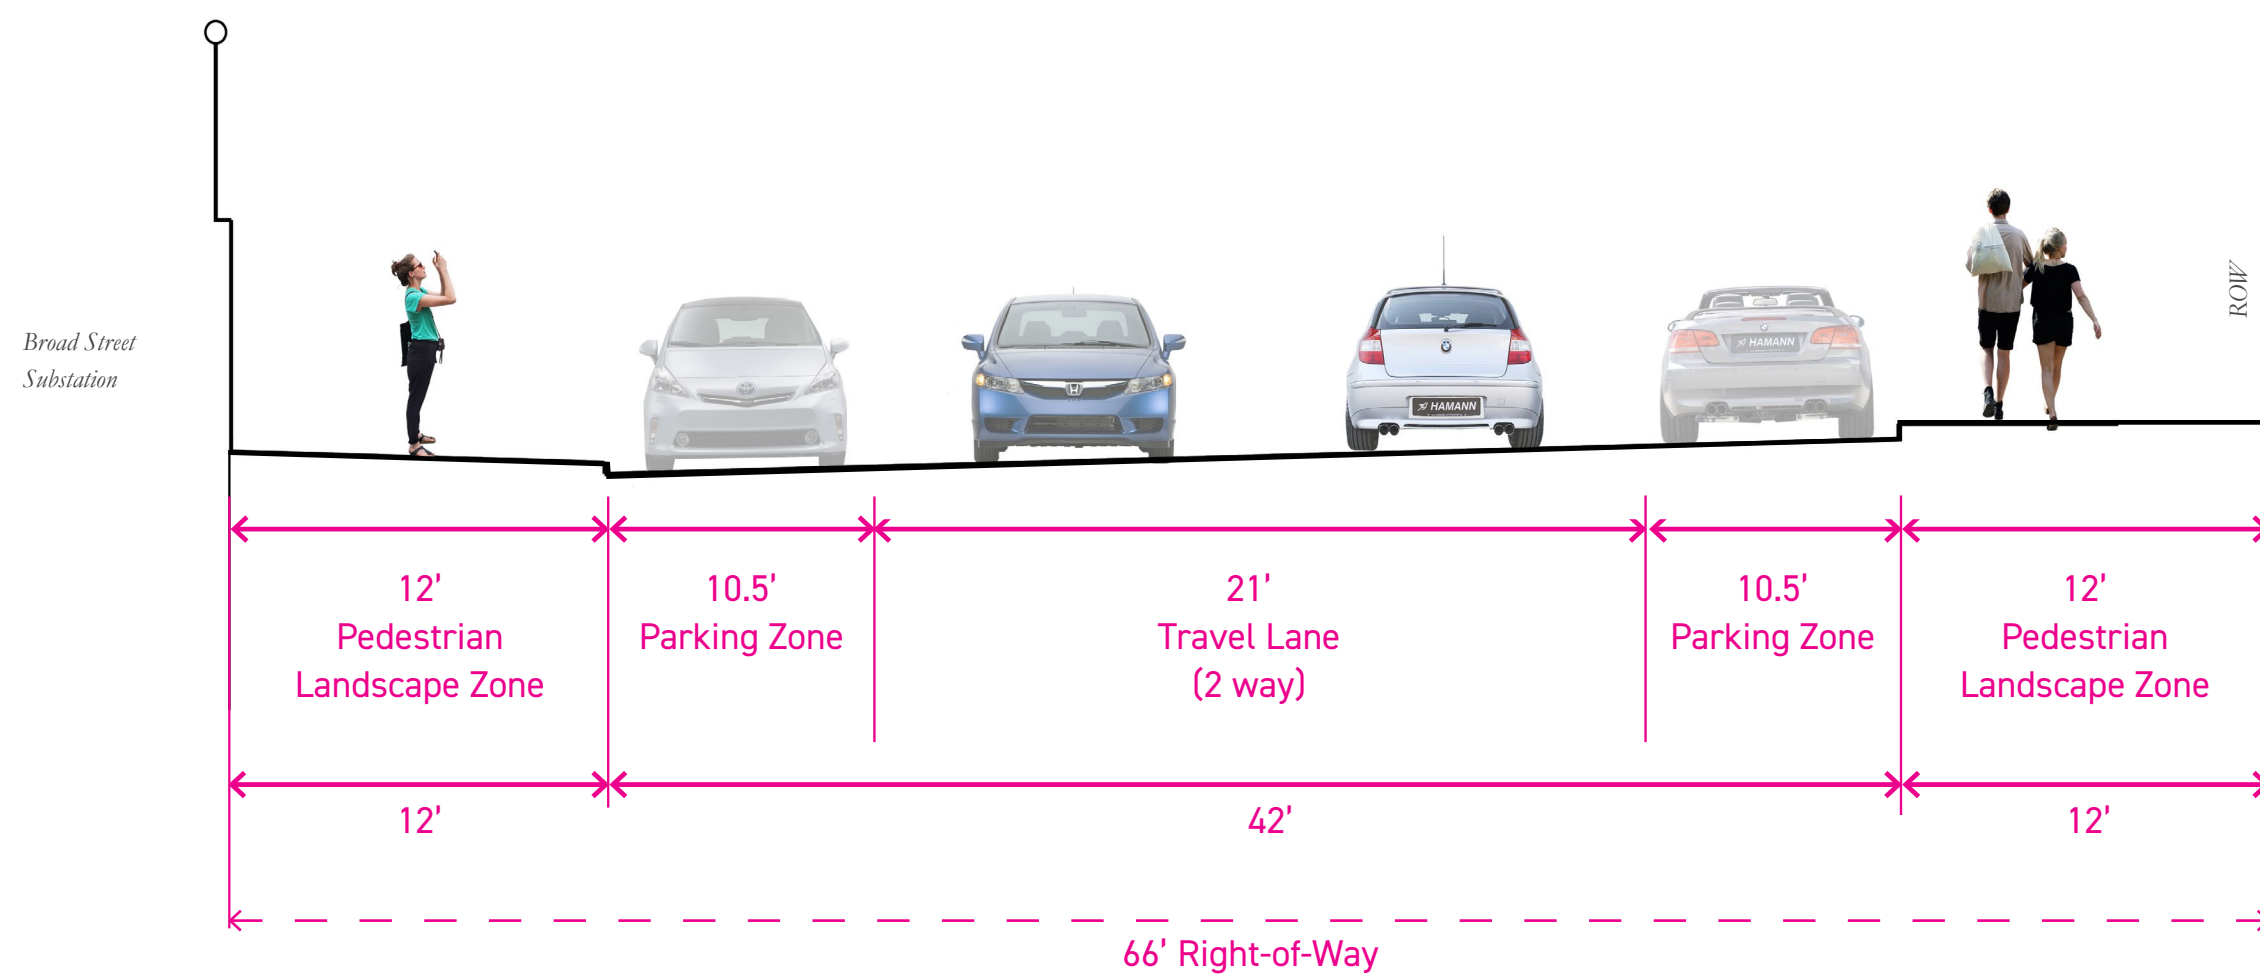 Broad Street
Substation
ROW
HAMANN
HAMANN
12’
Pedestrian
Landscape Zone
10.5’
Parking Zone
21’
Travel Lane
(2 way)
10.5’
Parking Zone
12’
Pedestrian
Landscape Zone
12’
42’
12’
66’ Right-of-Way